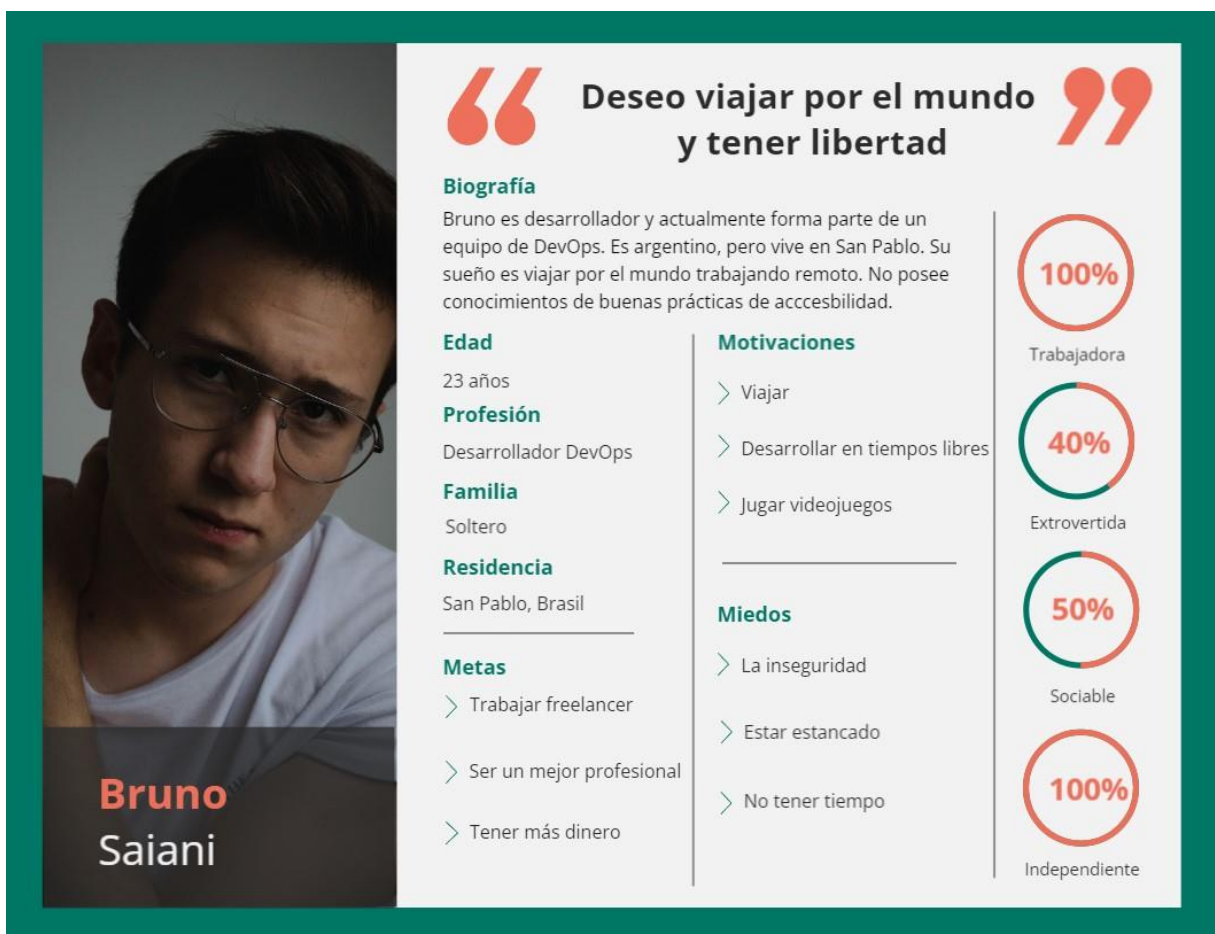 “ Deseo viajar por el mundo ”
y tener libertad
Biografía
Bruno es desarrollador y actualmente forma parte de un
equipo de DevOps. Es argentino, pero vive en San Pablo. Su
sueño es viajar por el mundo trabajando remoto. No posee
conocimientos de buenas prácticas de acccesbilidad.
Edad
23 años
Profesión
Desarrollador DevOps
Familia
Soltero
Residencia
San Pablo, Brasil
Metas
Trabajar freelancer
Ser un mejor profesional
Tener más dinero
Motivaciones
Viajar
Desarrollar en tiempos libres
Jugar videojuegos
Miedos
La inseguridad
Estar estancado
No tener tiempo
100%
Trabajadora
40%
Extrovertida
50%
Sociable
100%
Independiente
Bruno
Saiani